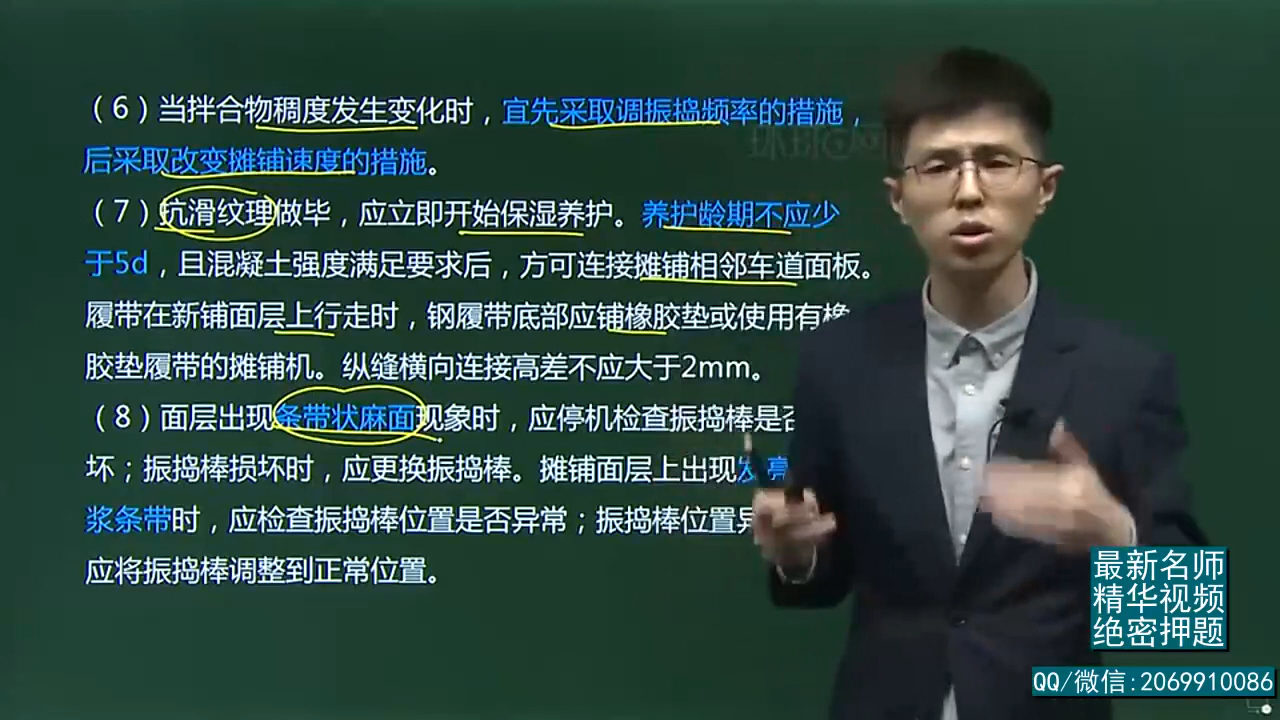 （6）当拌合物稠度发生变化时，宜先采取调振捣频率的措施，
后采取改变摊铺速度的措施。
（7）抗滑纹理做毕，应立即开始保湿养护。养护龄期不应少
于5d，且混凝土强度满足要求后，方可连接摊铺相邻车道面板。
履带在新铺面层上行走时，钢履带底部应铺橡胶垫或使用有橡
胶垫履带的摊铺机。纵缝横向连接高差不应大于2mm。
（8）面层出现条带状麻面现象时，应停机检查振捣棒是否
坏；振捣棒损坏时，应更换振捣棒。摊铺面层上出现发亮
浆条带时，应检查振捣棒位置是否异常；振捣棒位置异
应将振捣棒调整到正常位置。
最新名师
精华视频
绝密押题
QQ/微信:2069910086